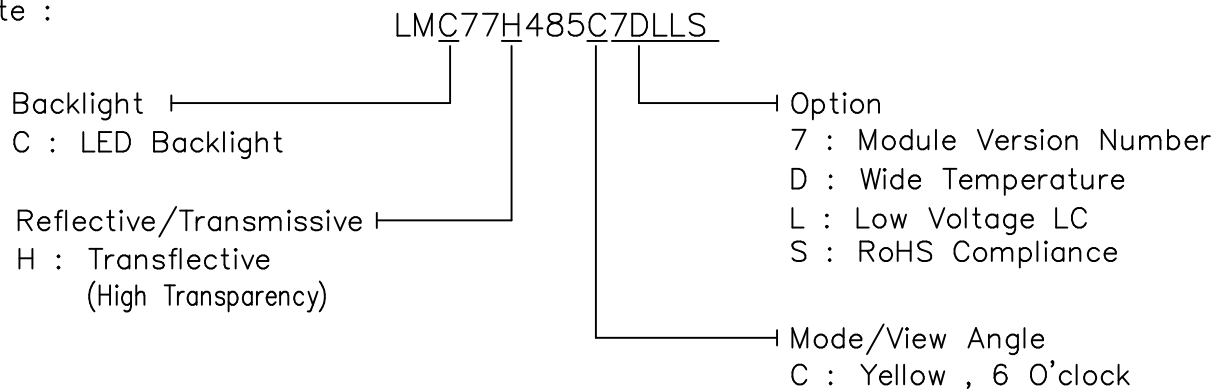 te :
LMC77H485C7DLLS
Backlight
C : LED Backlight
Reflective/Transmissive
H : Transflective
(High Transparency)
Option
7 : Module Version Number
D : Wide Temperature
L : Low Voltage LC
S : RoHS Compliance
Mode/View Angle
C : Yellow , 6 O'clock